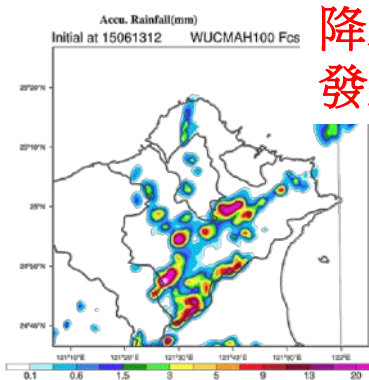 降
發
Accu. Rainfall(mm)
Initial at 15061312 WUCMAH100 Fcs
25°20'N
25°10'N
25°N
24°50'N
24°40'N
121°10'E 121°20'E 121°30'E 121°40'E 121°50'E 122°E
0.1 0.6 1.5 3 5 9 13 20